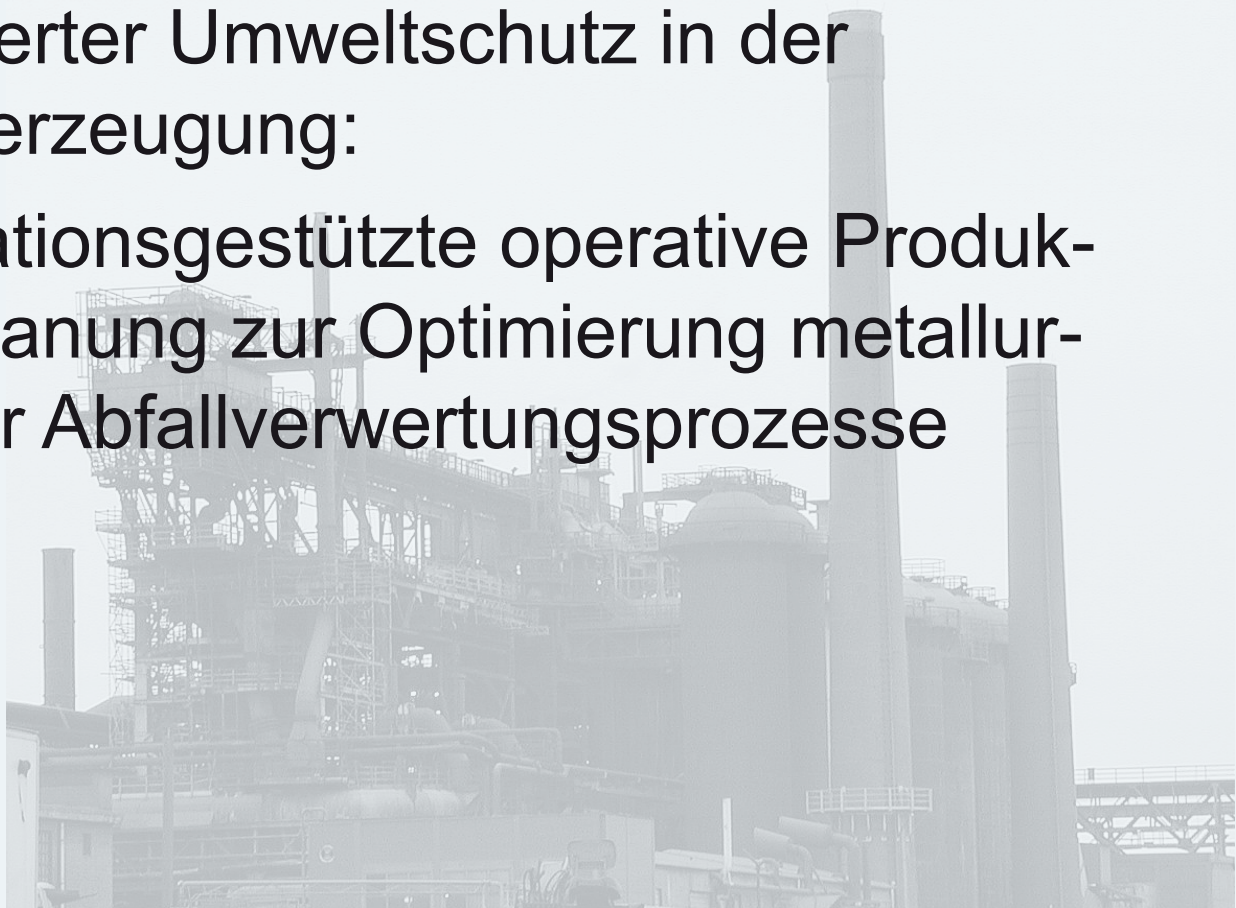 erter Umweltschutz in der
erzeugung:
ationsgestützte operative Produk-
anung zur Optimierung metallur-
r Abfallverwertungsprozesse